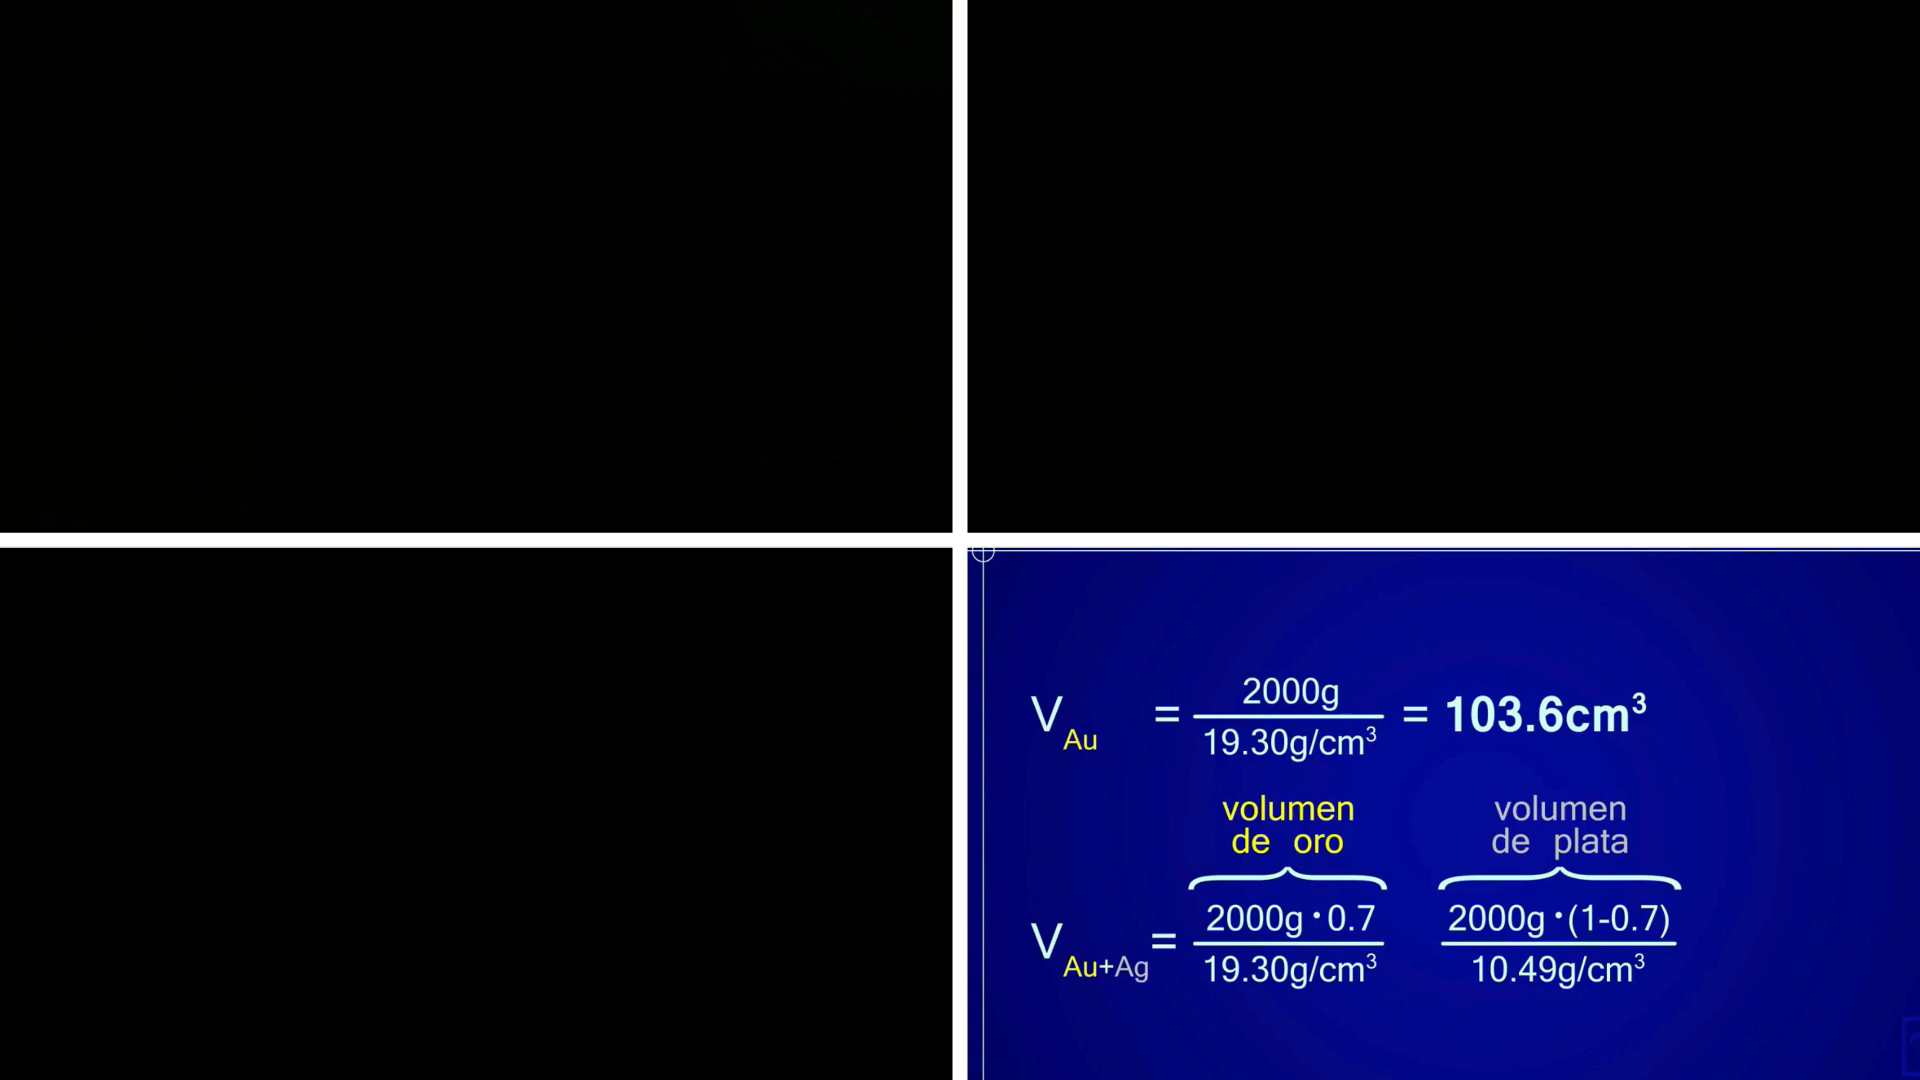 V Au = 2000g / 19.30g/cm³ = 103.6cm³
volumen de oro
volumen de plata
V Au+Ag = 2000g · 0.7 / 19.30g/cm³ 2000g · (1-0.7) / 10.49g/cm³